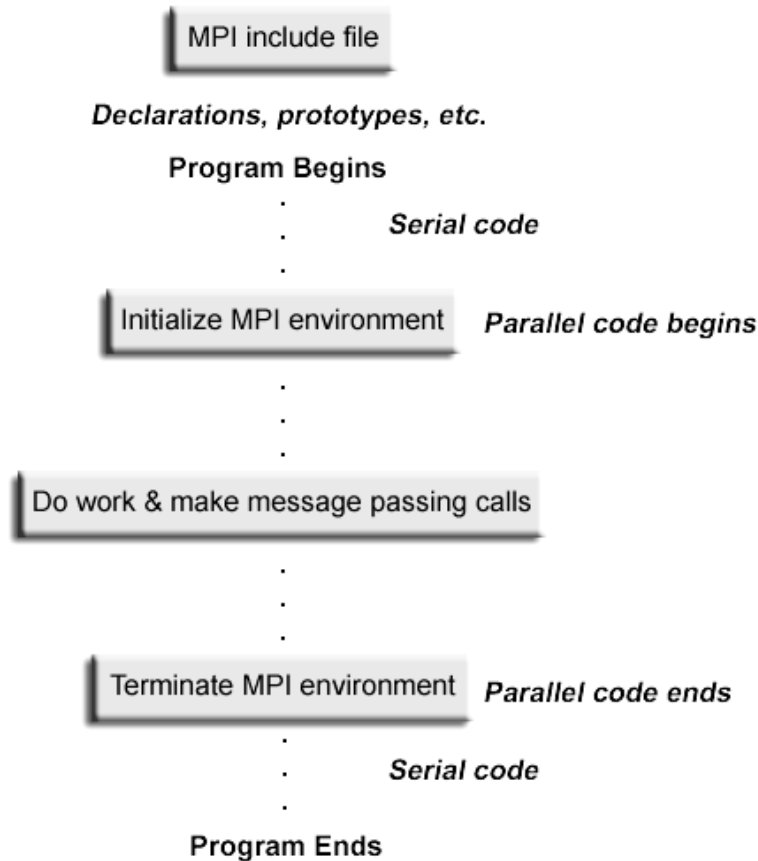 MPI include file
Declarations, prototypes, etc.
Program Begins
Serial code
Initialize MPI environment
Parallel code begins
Do work & make message passing calls
Terminate MPI environment
Parallel code ends
Serial code
Program Ends